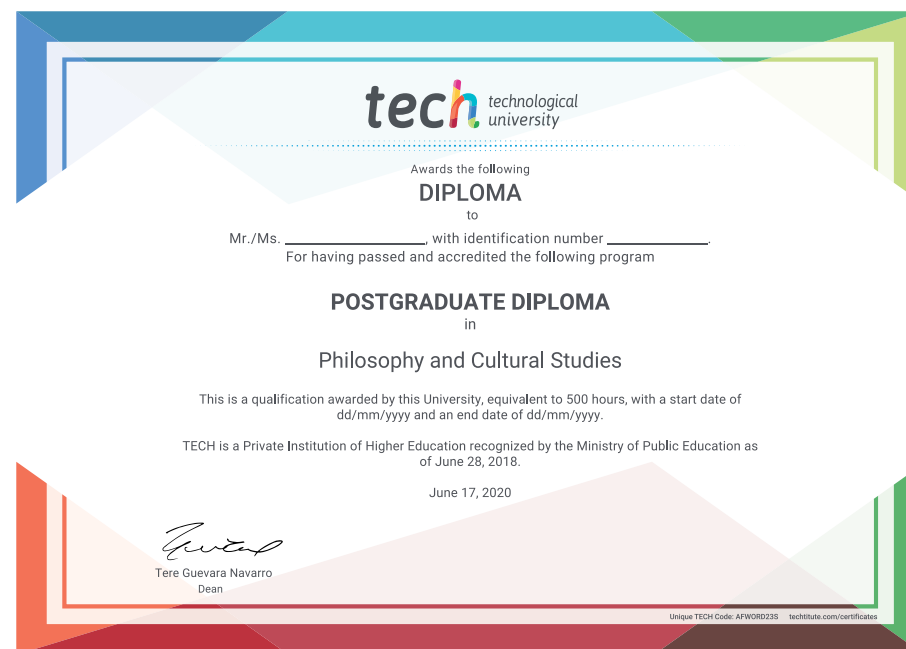 tech technological
university
Awards the following
DIPLOMA
to
Mr./Ms. ____________________, with identification number ____________________.
For having passed and accredited the following program
POSTGRADUATE DIPLOMA
in
Philosophy and Cultural Studies
This is a qualification awarded by this University, equivalent to 500 hours, with a start date of
dd/mm/yyyy and an end date of dd/mm/yyyy.
TECH is a Private Institution of Higher Education recognized by the Ministry of Public Education as
of June 28, 2018.
June 17, 2020
Tere Guevara Navarro
Dean
Unique TECH Code: AFWORD23S techtitute.com/certificates